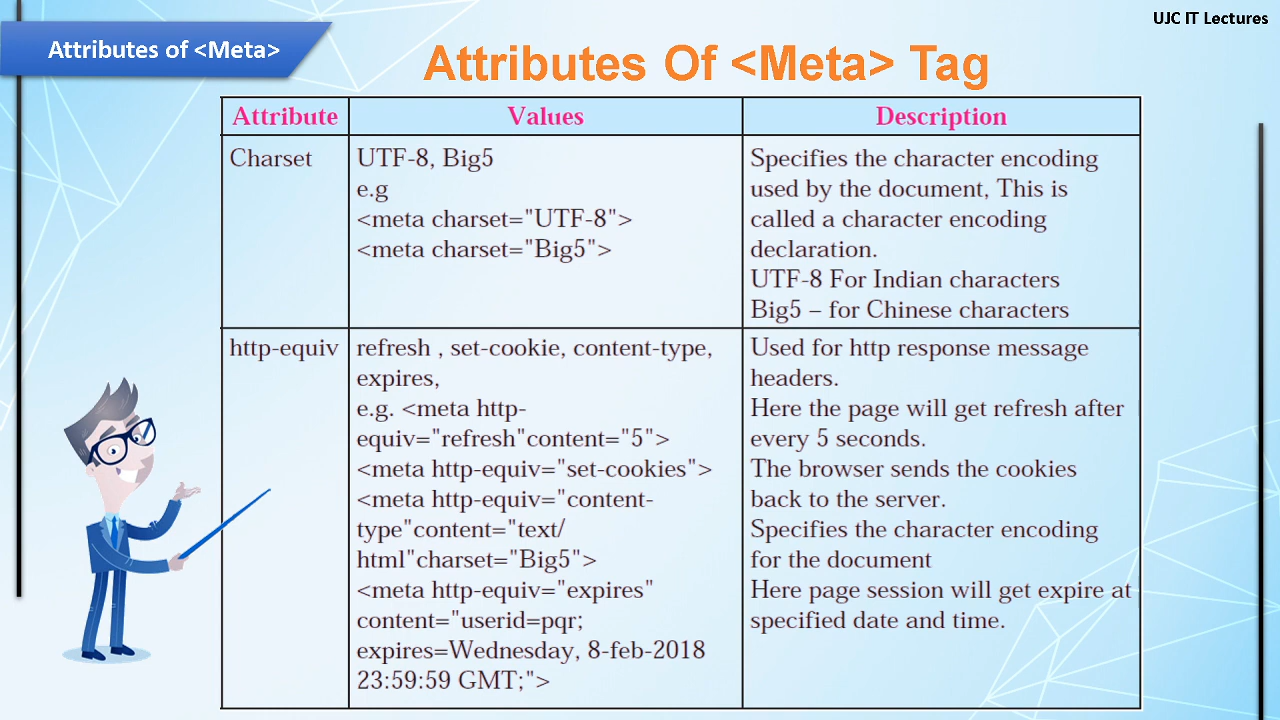 UJC IT Lectures
Attributes of <Meta>
Attributes Of <Meta> Tag
Attribute
Values
Description
Charset
UTF-8, Big5
e.g
<meta charset="UTF-8">
<meta charset="Big5">
Specifies the character encoding
used by the document, This is
called a character encoding
declaration.
UTF-8 For Indian characters
Big5 – for Chinese characters
http-equiv
refresh , set-cookie, content-type,
expires,
e.g. <meta http-
equiv="refresh"content="5">
<meta http-equiv="set-cookies">
<meta http-equiv="content-
type"content="text/
html"charset="Big5">
<meta http-equiv="expires"
content="userid=pqr;
expires=Wednesday, 8-feb-2018
23:59:59 GMT;">
Used for http response message
headers.
Here the page will get refresh after
every 5 seconds.
The browser sends the cookies
back to the server.
Specifies the character encoding
for the document
Here page session will get expire at
specified date and time.